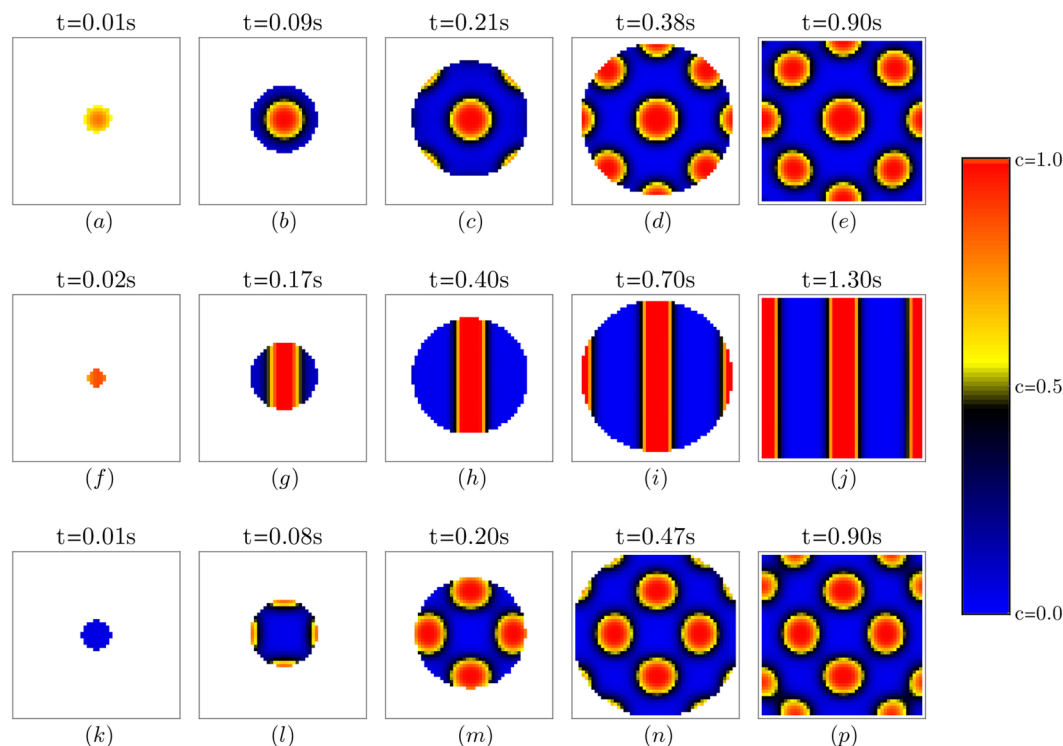 t=0.01s t=0.09s t=0.21s t=0.38s t=0.90s
c=1.0
(a) (b) (c) (d) (e)
t=0.02s t=0.17s t=0.40s t=0.70s t=1.30s
c=0.5
(f) (g) (h) (i) (j)
t=0.01s t=0.08s t=0.20s t=0.47s t=0.90s
c=0.0
(k) (l) (m) (n) (p)